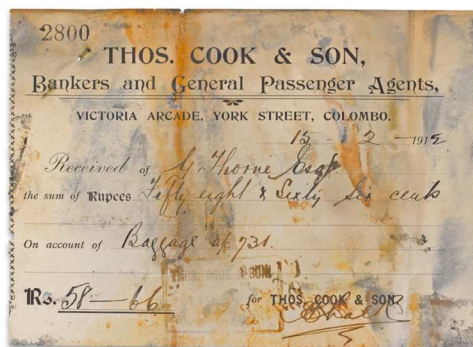 2800
THOS. COOK & SON,
Bankers and General Passenger Agents,
VICTORIA ARCADE, YORK STREET, COLOMBO.
15 - 2 - 1912
Received of G Thorne Esqr
the sum of Rupees Fifty eight & Sixty Six cents
On account of Baggage
Rs. 58 — 66
for THOS. COOK & SON